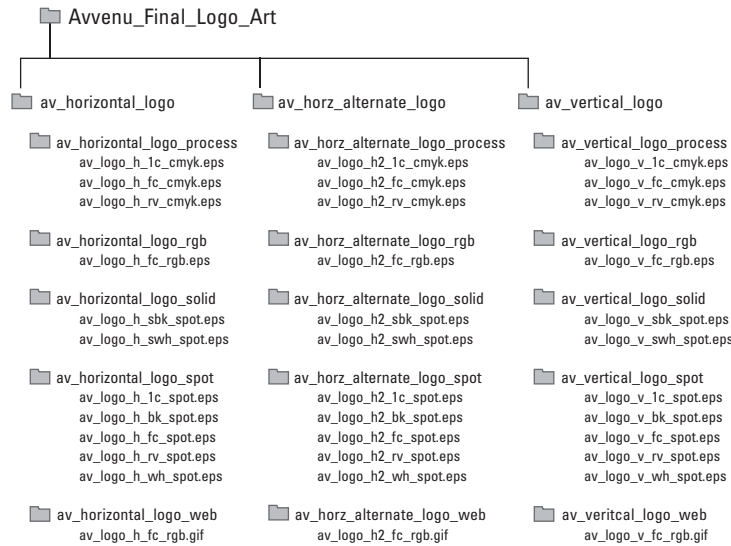 Avvenu_Final_Logo_Art
av_horizontal_logo
av_horizontal_logo_process
av_logo_h_1c_cmyk.eps
av_logo_h_fc_cmyk.eps
av_logo_h_rv_cmyk.eps
av_horizontal_logo_rgb
av_logo_h_fc_rgb.eps
av_horizontal_logo_solid
av_logo_h_sbk_spot.eps
av_logo_h_swh_spot.eps
av_horizontal_logo_spot
av_logo_h_1c_spot.eps
av_logo_h_bk_spot.eps
av_logo_h_fc_spot.eps
av_logo_h_rv_spot.eps
av_logo_h_wh_spot.eps
av_horizontal_logo_web
av_logo_h_fc_rgb.gif
av_horz_alternate_logo
av_horz_alternate_logo_process
av_logo_h2_1c_cmyk.eps
av_logo_h2_fc_cmyk.eps
av_logo_h2_rv_cmyk.eps
av_horz_alternate_logo_rgb
av_logo_h2_fc_rgb.eps
av_horz_alternate_logo_solid
av_logo_h2_sbk_spot.eps
av_logo_h2_swh_spot.eps
av_horz_alternate_logo_spot
av_logo_h2_1c_spot.eps
av_logo_h2_bk_spot.eps
av_logo_h2_fc_spot.eps
av_logo_h2_rv_spot.eps
av_logo_h2_wh_spot.eps
av_horz_alternate_logo_web
av_logo_h2_fc_rgb.gif
av_vertical_logo
av_vertical_logo_process
av_logo_v_1c_cmyk.eps
av_logo_v_fc_cmyk.eps
av_logo_v_rv_cmyk.eps
av_vertical_logo_rgb
av_logo_v_fc_rgb.eps
av_vertical_logo_solid
av_logo_v_sbk_spot.eps
av_logo_v_swh_spot.eps
av_vertical_logo_spot
av_logo_v_1c_spot.eps
av_logo_v_bk_spot.eps
av_logo_v_fc_spot.eps
av_logo_v_rv_spot.eps
av_logo_v_wh_spot.eps
av_veritcal_logo_web
av_logo_v_fc_rgb.gif